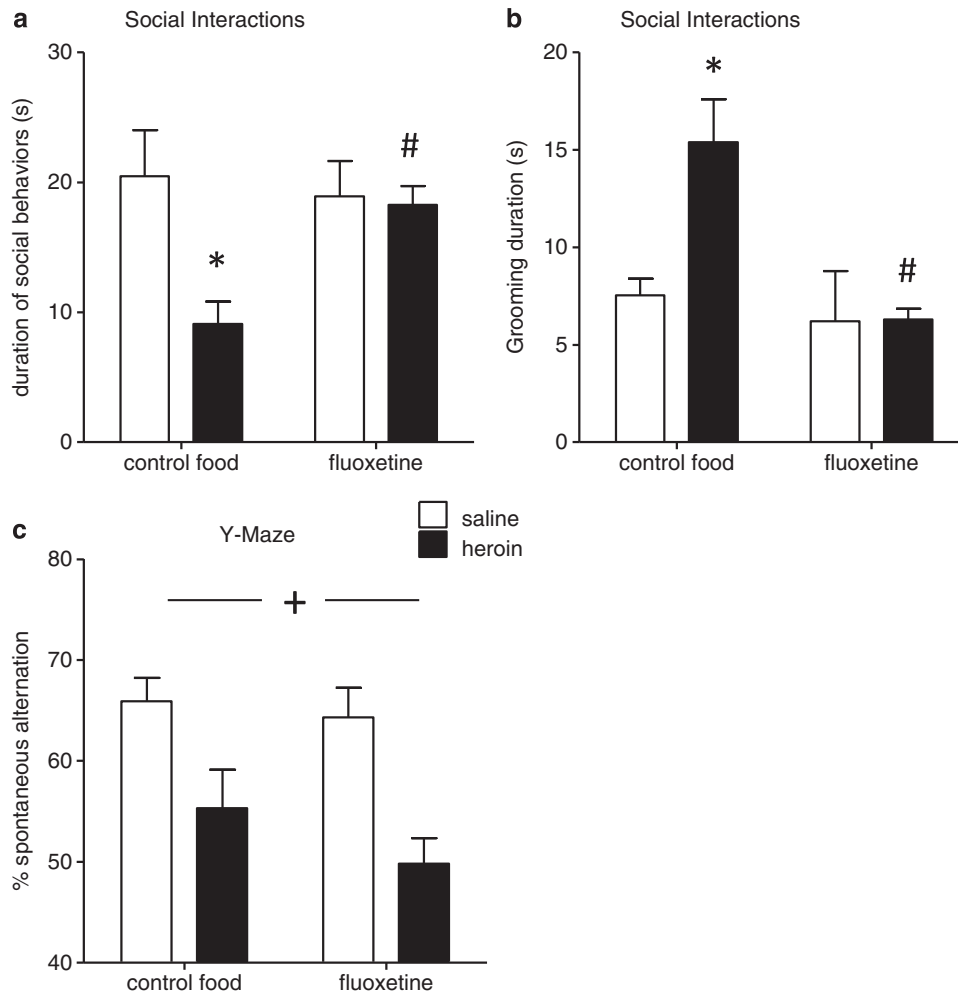 a Social Interactions
duration of social behaviors (s)
30
20
10
0
*
#
control food fluoxetine
b Social Interactions
Grooming duration (s)
20
15
10
5
0
*
#
control food fluoxetine
c Y-Maze
saline
heroin
% spontaneous alternation
80
70
60
50
40
+
control food fluoxetine